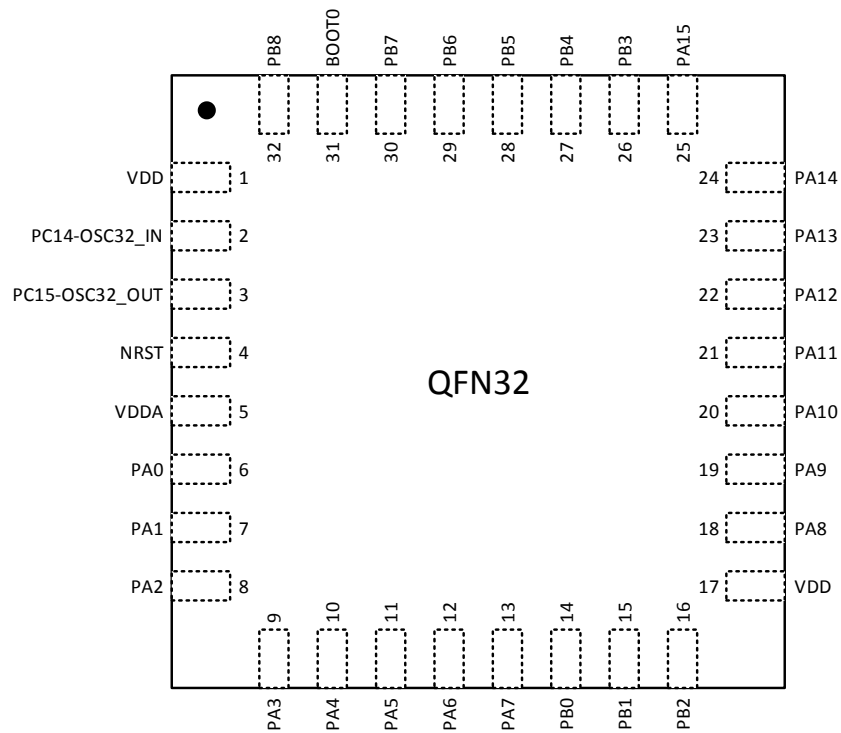 PB8 BOOT0 PB7 PB6 PB5 PB4 PB3 PA15
32 31 30 29 28 27 26 25
VDD 1 24 PA14
PC14-OSC32_IN 2 23 PA13
PC15-OSC32_OUT 3 22 PA12
NRST 4 21 PA11
QFN32
VDDA 5 20 PA10
PA0 6 19 PA9
PA1 7 18 PA8
PA2 8 17 VDD
9 10 11 12 13 14 15 16
PA3 PA4 PA5 PA6 PA7 PB0 PB1 PB2